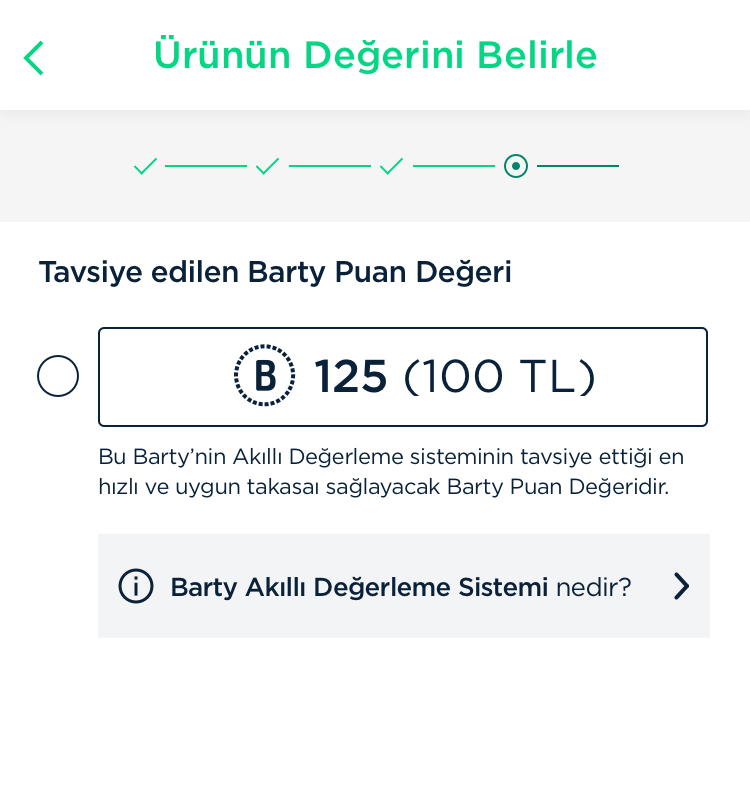 Ürünün Değerini Belirle
Tavsiye edilen Barty Puan Değeri
B 125 (100 TL)
Bu Barty’nin Akıllı Değerleme sisteminin tavsiye ettiği en
hızlı ve uygun takasaı sağlayacak Barty Puan Değeridir.
Barty Akıllı Değerleme Sistemi nedir?